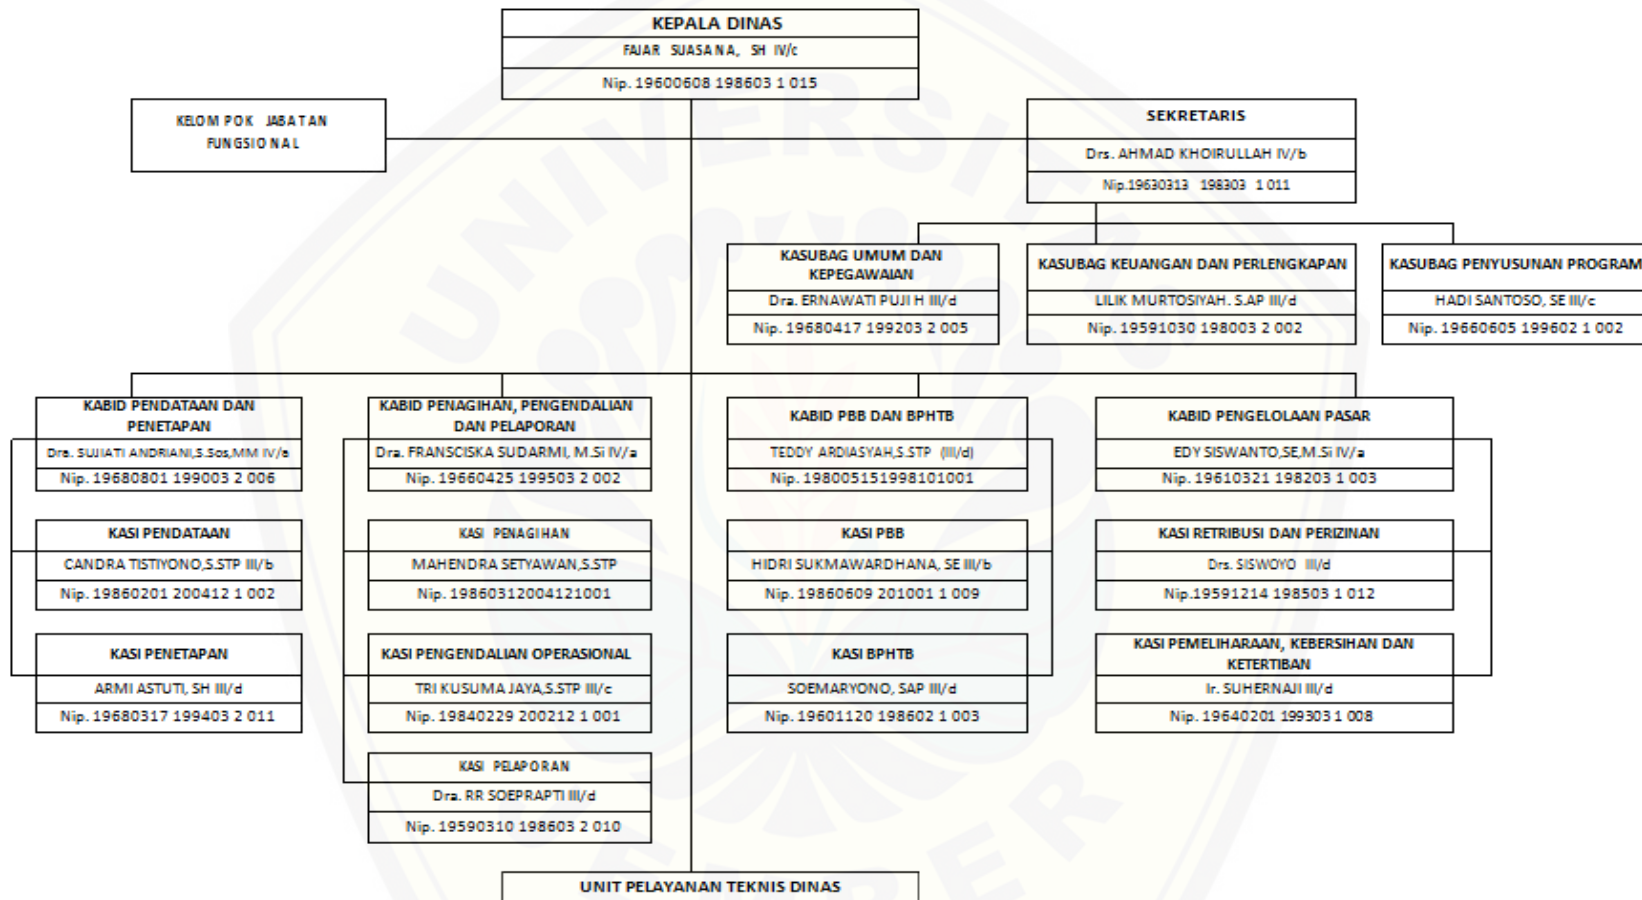 KEPALA DINAS
FAJAR SUASANA, SH IV/c
Nip. 19600608 198603 1 015
KELOMPOK JABATAN
FUNGSIONAL
SEKRETARIS
Drs. AHMAD KHOIRULLAH IV/b
Nip.19630313 198303 1 011
KASUBAG UMUM DAN
KEPEGAWAIAN
Dra. ERNAWATI PUJI H III/d
Nip. 19680417 199203 2 005
KASUBAG KEUANGAN DAN PERLENGKAPAN
LILIK MURTOSIYAH. S.AP III/d
Nip. 19591030 198003 2 002
KASUBAG PENYUSUNAN PROGRAM
HADI SANTOSO, SE III/c
Nip. 19660605 199602 1 002
KABID PENDATAAN DAN
PENETAPAN
Dra. SUJIATI ANDRIANI,S.Sos,MM IV/a
Nip. 19680801 199003 2 006
KASI PENDATAAN
CANDRA TISTIYONO,S.STP III/b
Nip. 19860201 200412 1 002
KASI PENETAPAN
ARMI ASTUTI, SH III/d
Nip. 19680317 199403 2 011
KABID PENAGIHAN, PENGENDALIAN
DAN PELAPORAN
Dra. FRANSCISKA SUDARMI, M.Si IV/a
Nip. 19660425 199503 2 002
KASI PENAGIHAN
MAHENDRA SETYAWAN,S.STP
Nip. 198603122004121001
KASI PENGENDALIAN OPERASIONAL
TRI KUSUMA JAYA,S.STP III/c
Nip. 19840229 200212 1 001
KASI PELAPORAN
Dra. RR SOEPRAPTI III/d
Nip. 19590310 198603 2 010
KABID PBB DAN BPHTB
TEDDY ARDIASYAH,S.STP (III/d)
Nip. 198005151998101001
KASI PBB
HIDRI SUKMAWARDHANA, SE III/b
Nip. 19860609 201001 1 009
KASI BPHTB
SOEMARYONO, SAP III/d
Nip. 19601120 198602 1 003
KABID PENGELOLAAN PASAR
EDY SISWANTO,SE,M.Si IV/a
Nip. 19610321 198203 1 003
KASI RETRIBUSI DAN PERIZINAN
Drs. SISWOYO III/d
Nip.19591214 198503 1 012
KASI PEMELIHARAAN, KEBERSIHAN DAN
KETERTIBAN
Ir. SUHERNAJI III/d
Nip. 19640201 199303 1 008
UNIT PELAYANAN TEKNIS DINAS
UNIVERSITAS